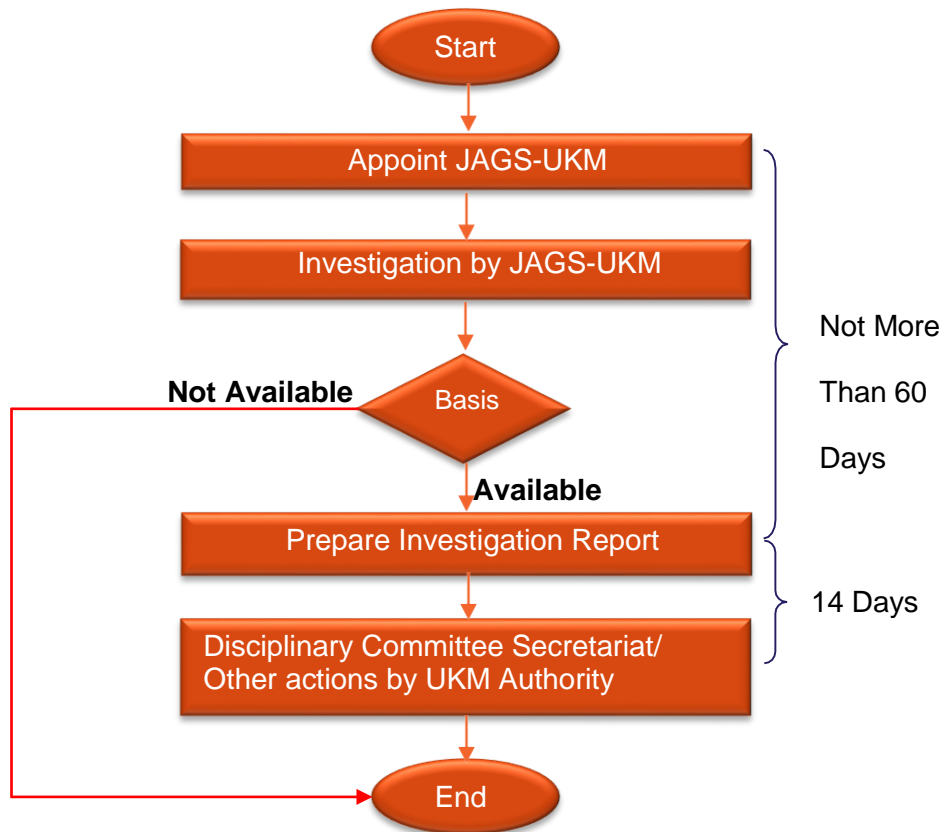 Start
Appoint JAGS-UKM
Investigation by JAGS-UKM
Not Available
Basis
Available
Prepare Investigation Report
Disciplinary Committee Secretariat/
Other actions by UKM Authority
End
Not More
Than 60
Days
14 Days